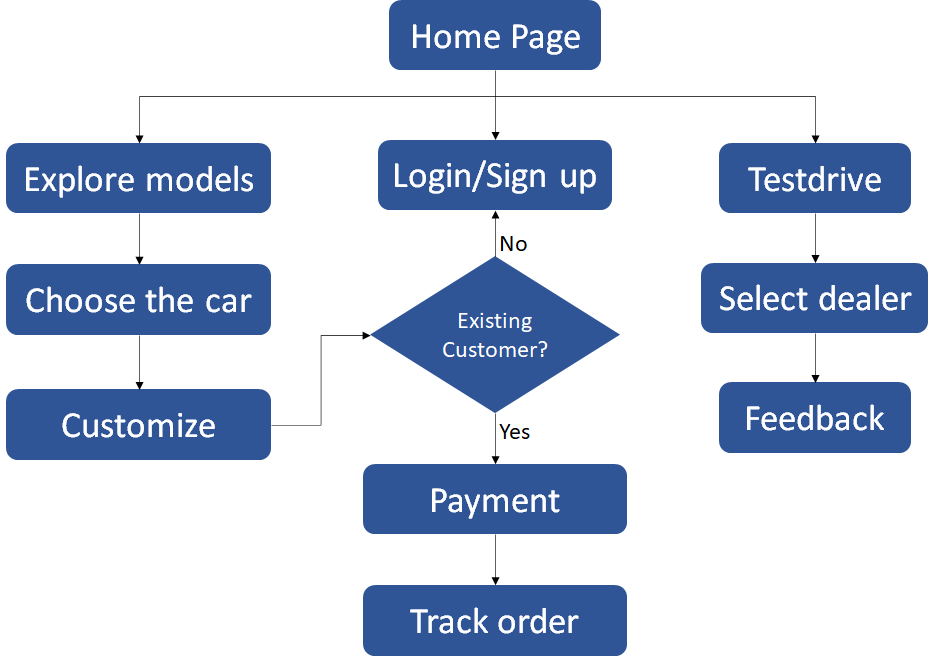 Home Page
Explore models
Login/Sign up
Testdrive
No
Choose the car
Existing
Customer?
Select dealer
Customize
Yes
Feedback
Payment
Track order